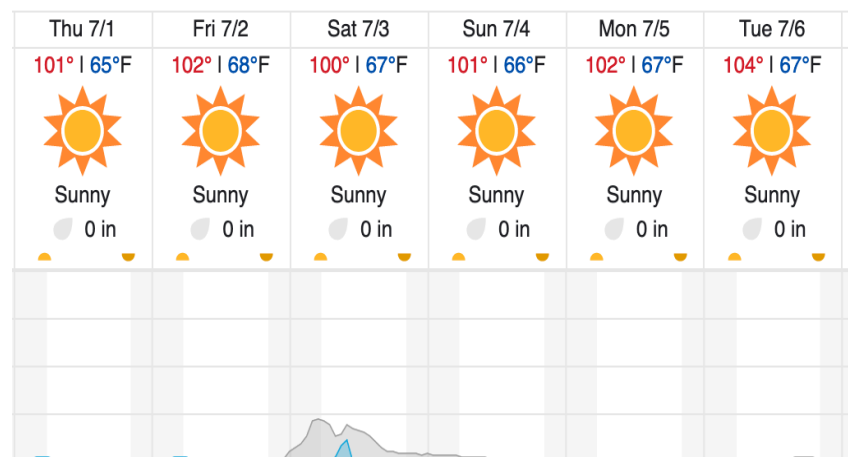 Thu 7/1 Fri 7/2 Sat 7/3 Sun 7/4 Mon 7/5 Tue 7/6
101° | 65°F 102° | 68°F 100° | 67°F 101° | 66°F 102° | 67°F 104° | 67°F
Sunny Sunny Sunny Sunny Sunny Sunny
0 in 0 in 0 in 0 in 0 in 0 in